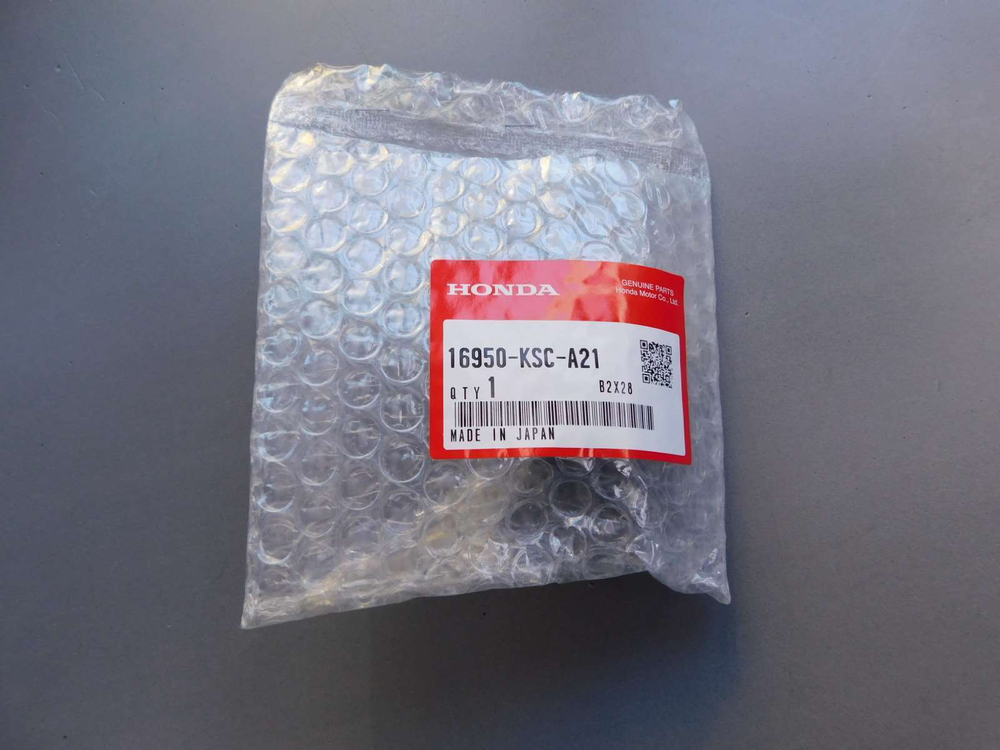 HONDA
GENUINE PARTS
Honda Motor Co., Ltd.
16950-KSC-A21
QTY 1 B2X28
MADE IN JAPAN